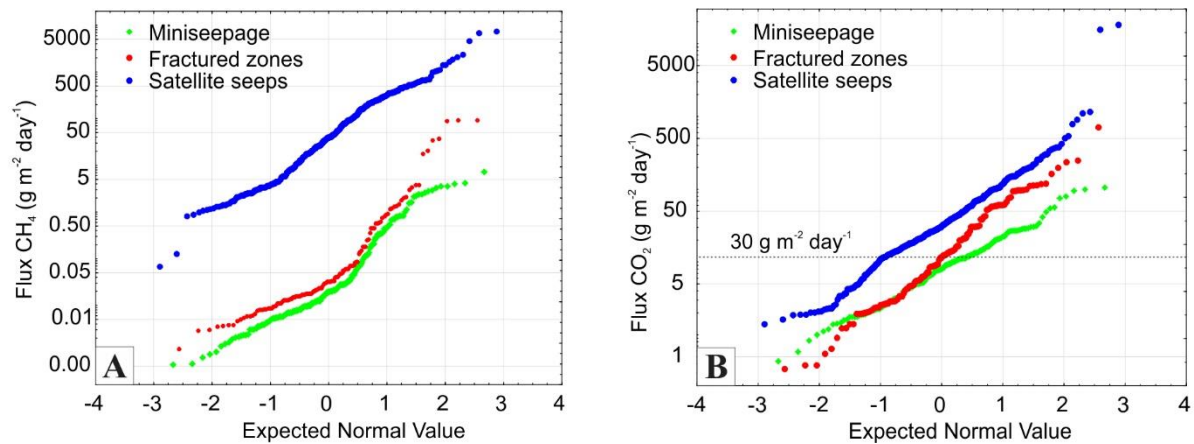 Miniseepage
Fractured zones
Satellite seeps
5000
500
50
5
0.50
0.05
0.01
0.00
Flux CH₄ (g m⁻² day⁻¹)
A
-4 -3 -2 -1 0 1 2 3 4
Expected Normal Value
Miniseepage
Fractured zones
Satellite seeps
5000
500
50
30 g m⁻² day⁻¹
5
1
Flux CO₂ (g m⁻² day⁻¹)
B
-4 -3 -2 -1 0 1 2 3 4
Expected Normal Value